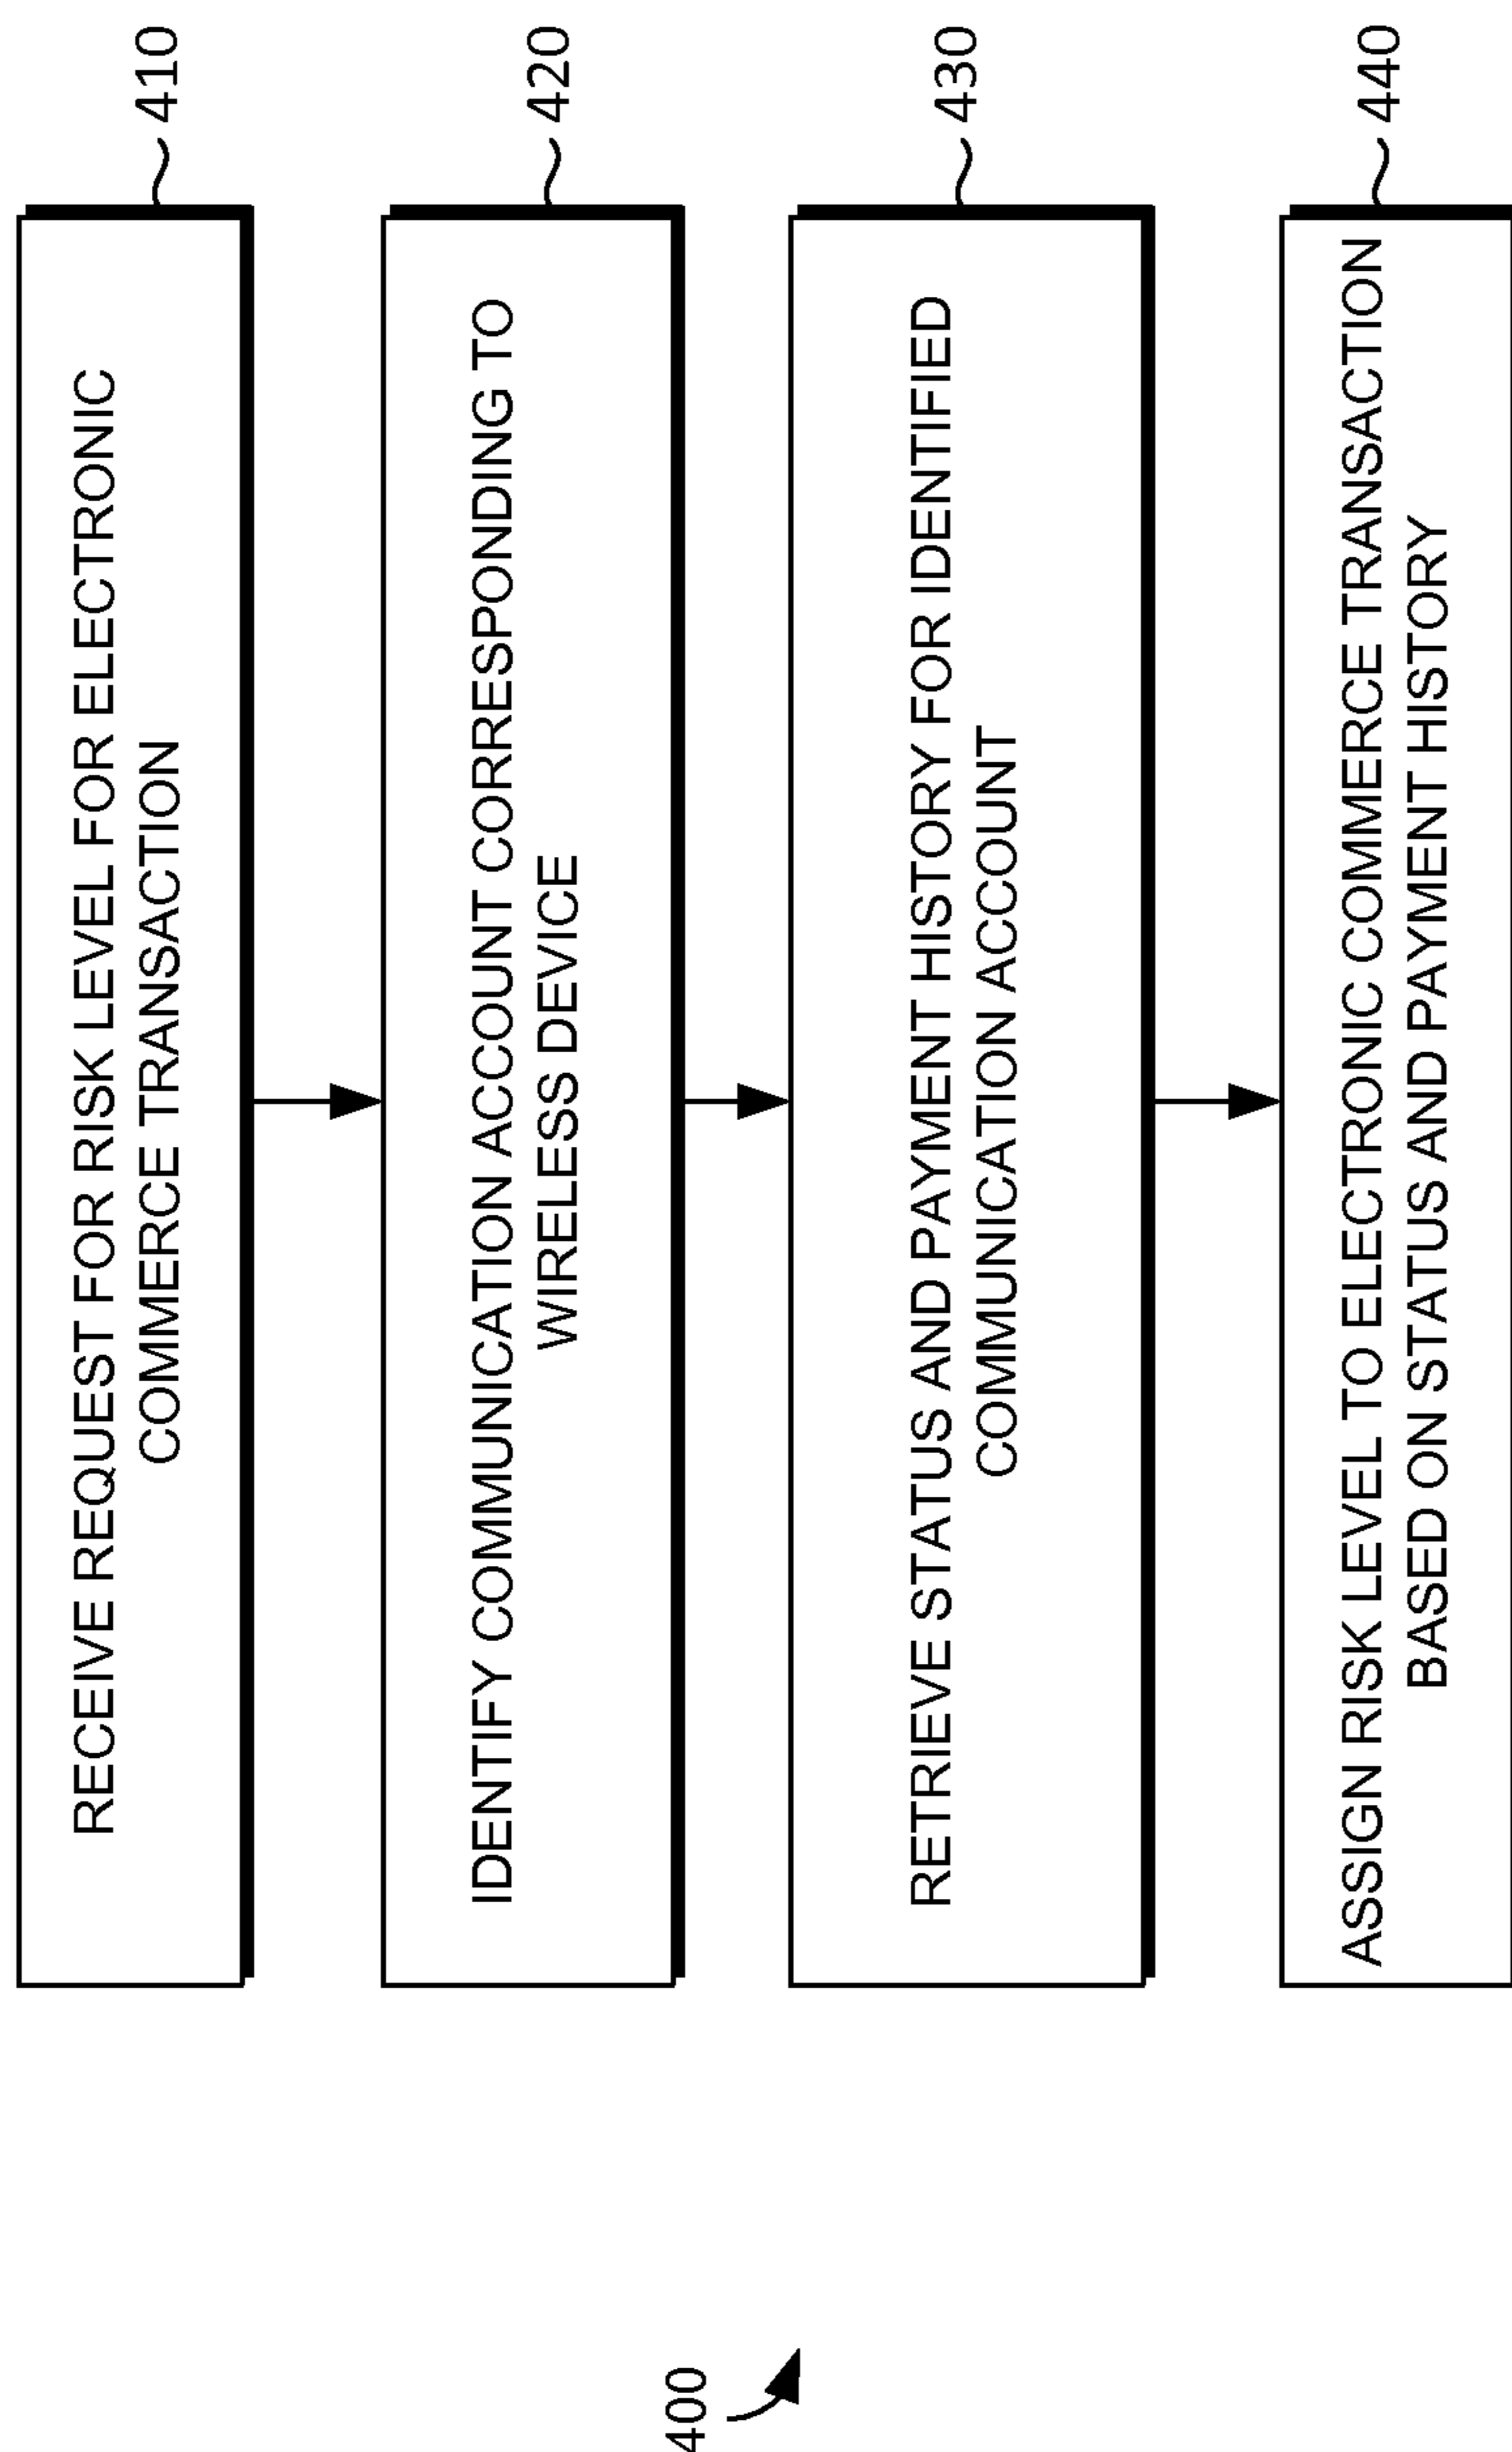 400
RECEIVE REQUEST FOR RISK LEVEL FOR ELECTRONIC
COMMERCE TRANSACTION
410
IDENTIFY COMMUNICATION ACCOUNT CORRESPONDING TO
WIRELESS DEVICE
420
RETRIEVE STATUS AND PAYMENT HISTORY FOR IDENTIFIED
COMMUNICATION ACCOUNT
430
ASSIGN RISK LEVEL TO ELECTRONIC COMMERCE TRANSACTION
BASED ON STATUS AND PAYMENT HISTORY
440